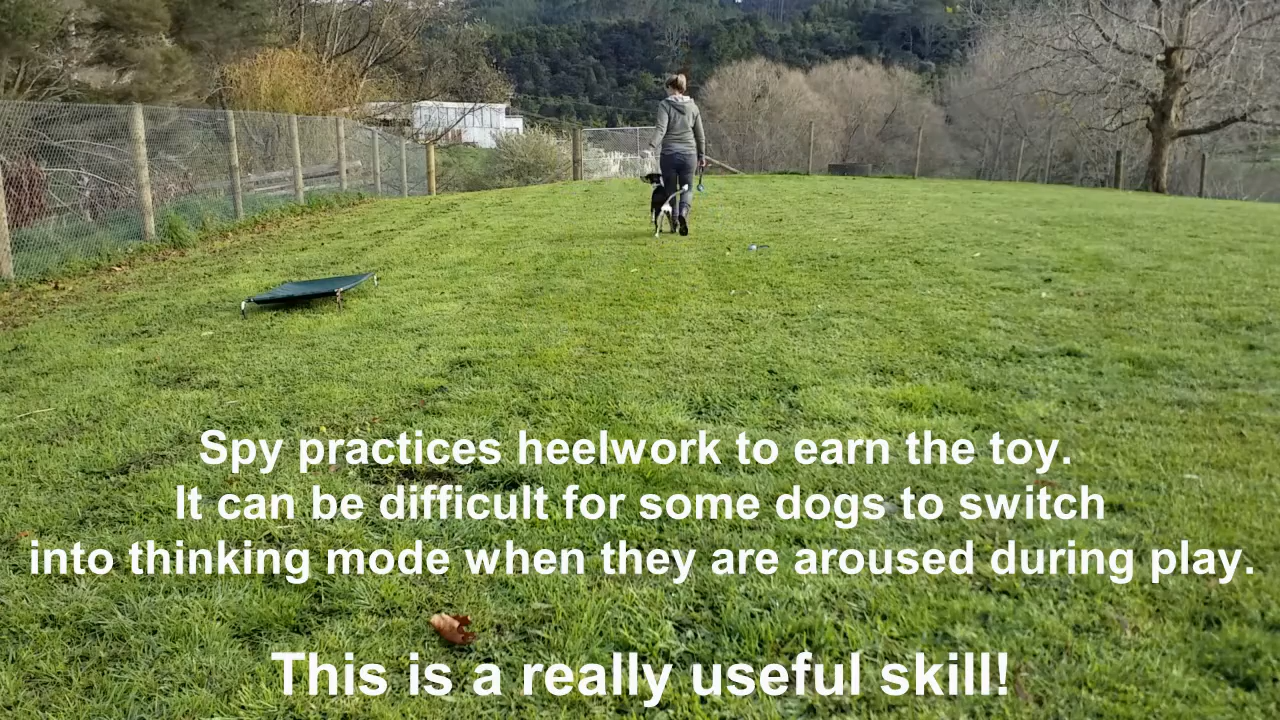 Spy practices heelwork to earn the toy.
It can be difficult for some dogs to switch
into thinking mode when they are aroused during play.
This is a really useful skill!